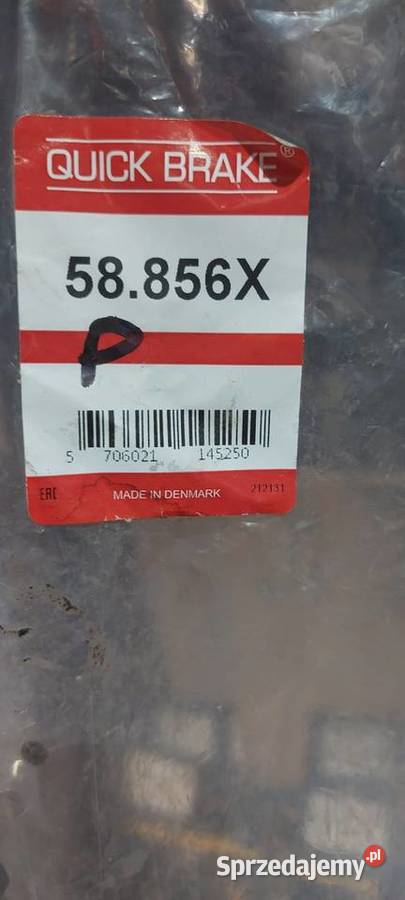 QUICK BRAKE®
58.856X
P
5 706021 145250
EAC MADE IN DENMARK 212131
Sprzedajemy.pl